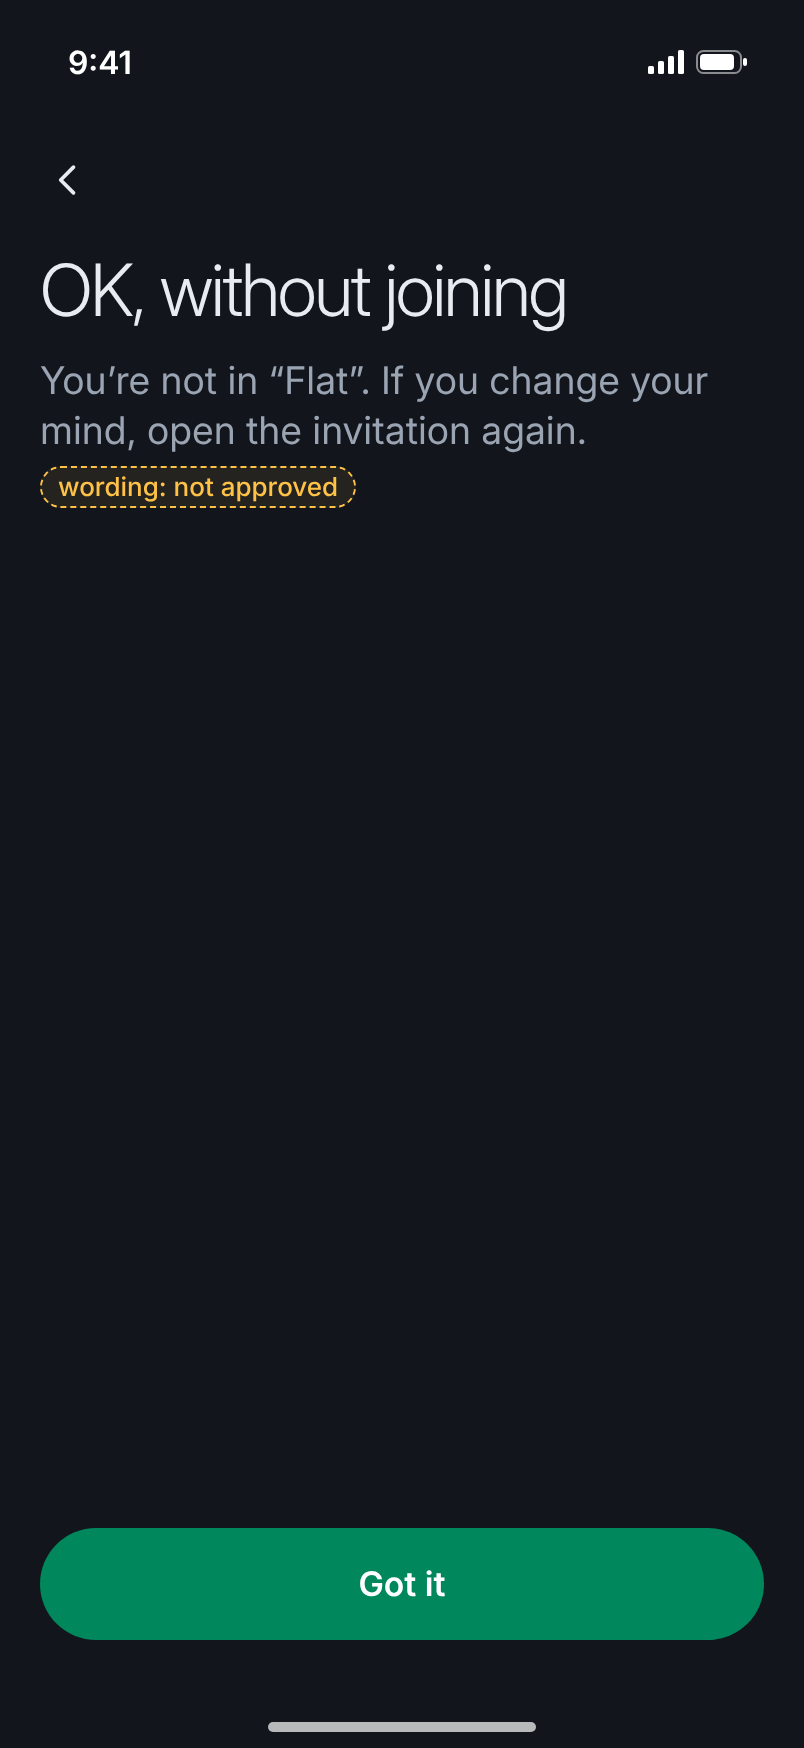 9:41
OK, without joining
You’re not in “Flat”. If you change your
mind, open the invitation again.
wording: not approved
Got it